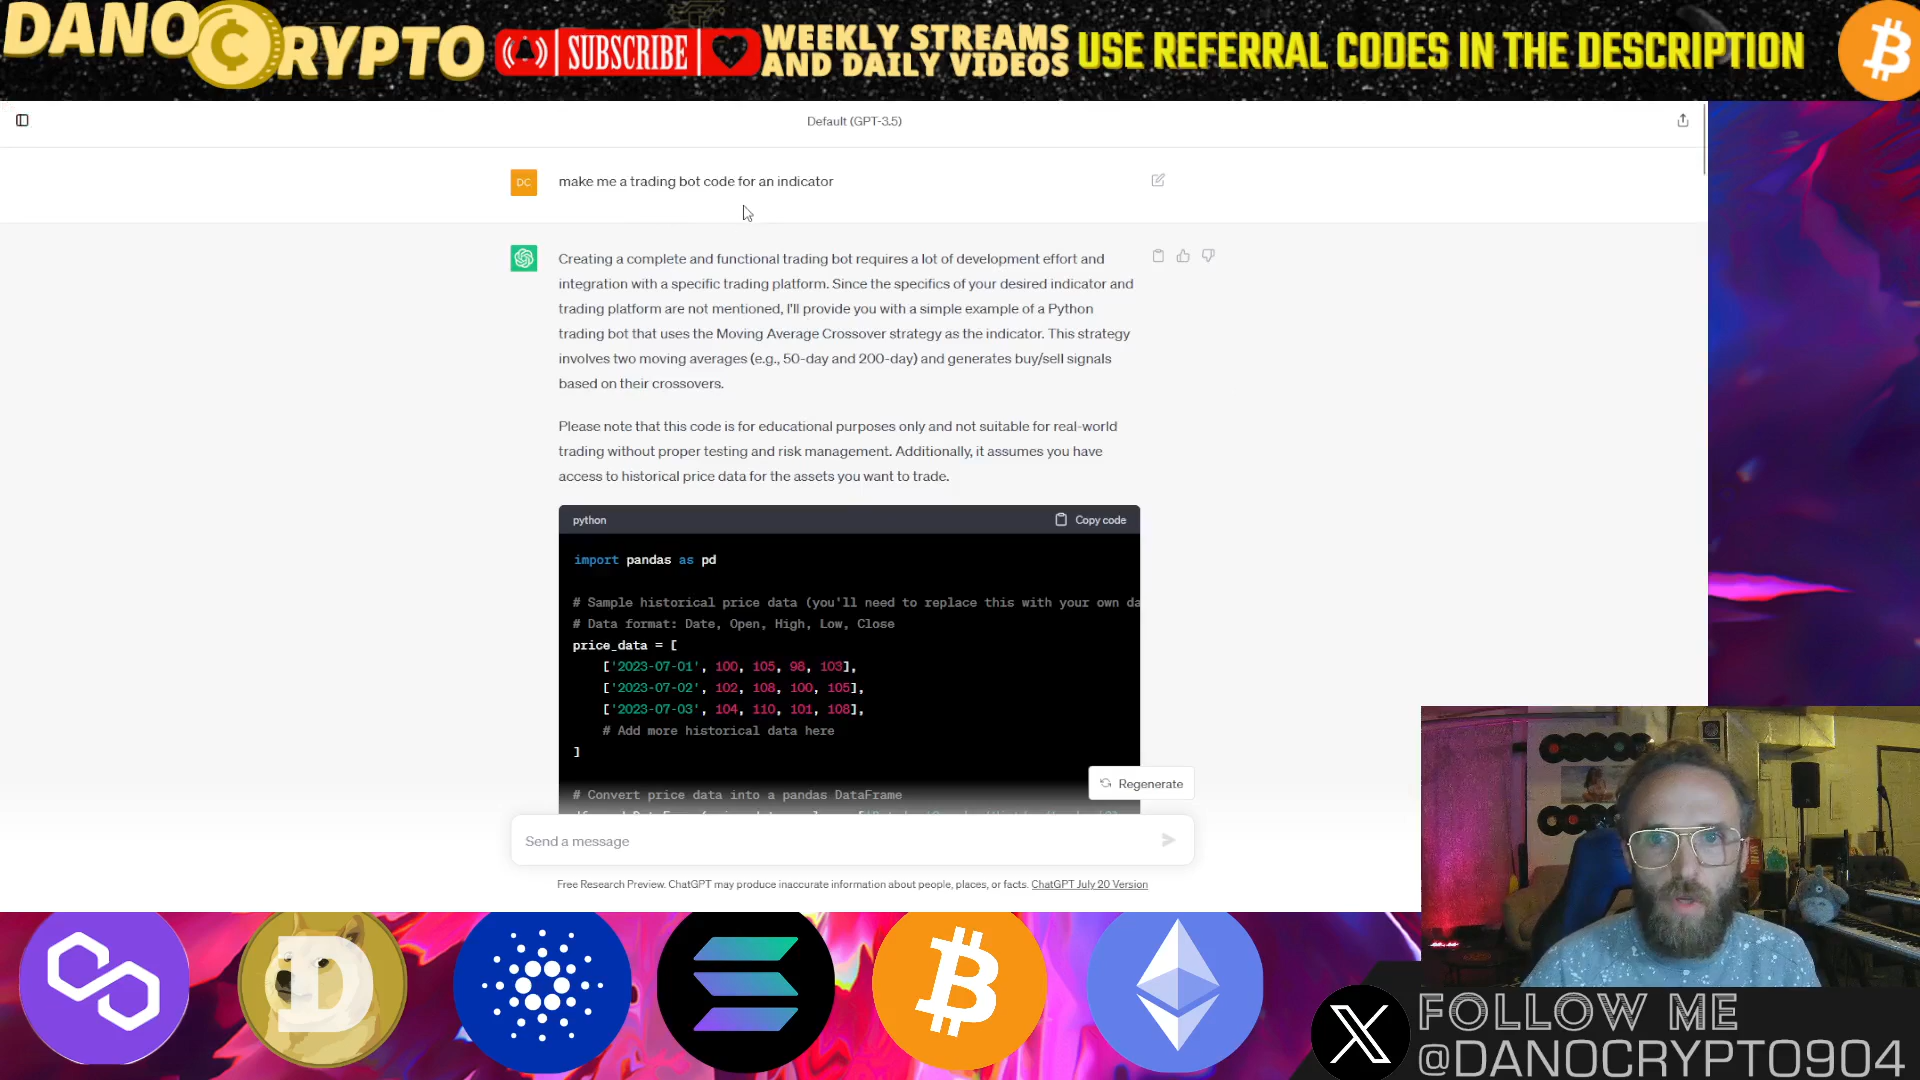 DANO CRYPTO
SUBSCRIBE
WEEKLY STREAMS
AND DAILY VIDEOS
USE REFERRAL CODES IN THE DESCRIPTION
Default (GPT-3.5)
DC
make me a trading bot code for an indicator
Creating a complete and functional trading bot requires a lot of development effort and
integration with a specific trading platform. Since the specifics of your desired indicator and
trading platform are not mentioned, I'll provide you with a simple example of a Python
trading bot that uses the Moving Average Crossover strategy as the indicator. This strategy
involves two moving averages (e.g., 50-day and 200-day) and generates buy/sell signals
based on their crossovers.
Please note that this code is for educational purposes only and not suitable for real-world
trading without proper testing and risk management. Additionally, it assumes you have
access to historical price data for the assets you want to trade.
python
Copy code
import pandas as pd
# Sample historical price data (you'll need to replace this with your own da
# Data format: Date, Open, High, Low, Close
price_data = [
['2023-07-01', 100, 105, 98, 103],
['2023-07-02', 102, 108, 100, 105],
['2023-07-03', 104, 110, 101, 108],
# Add more historical data here
]
# Convert price data into a pandas DataFrame
Regenerate
Send a message
Free Research Preview. ChatGPT may produce inaccurate information about people, places, or facts. ChatGPT July 20 Version
FOLLOW ME
@DANOCRYPTO904